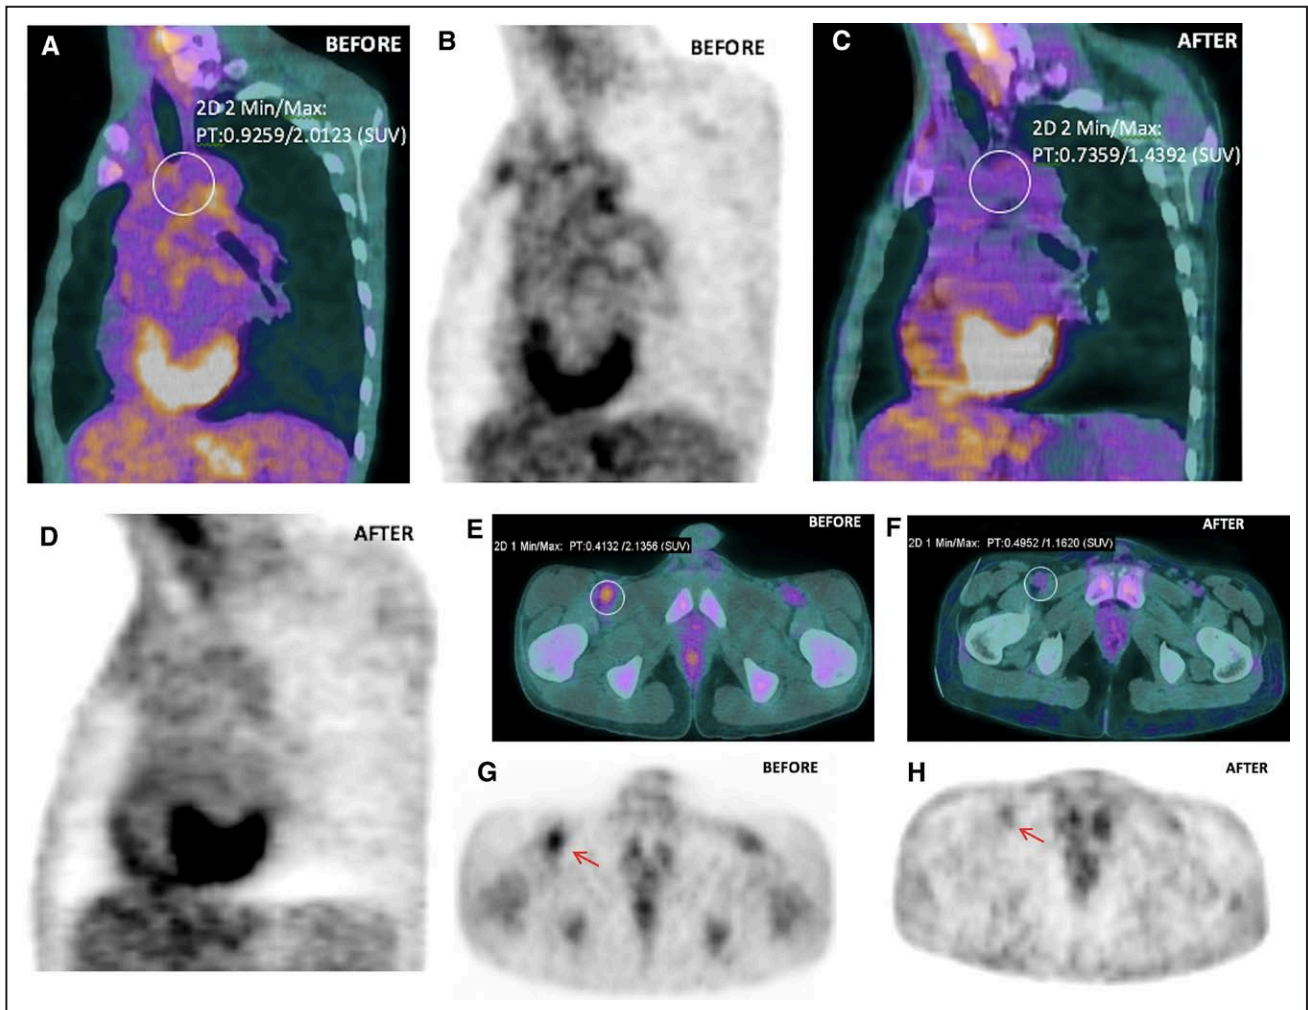 A
BEFORE
2D 2 Min/Max:
PT:0.9259/2.0123 (SUV)
B
BEFORE
C
AFTER
2D 2 Min/Max:
PT:0.7359/1.4392 (SUV)
D
AFTER
E
BEFORE
2D 1 Min/Max: PT:0.4132 /2.1356 (SUV)
F
AFTER
2D 1 Min/Max: PT:0.4952 /1.1620 (SUV)
G
BEFORE
H
AFTER